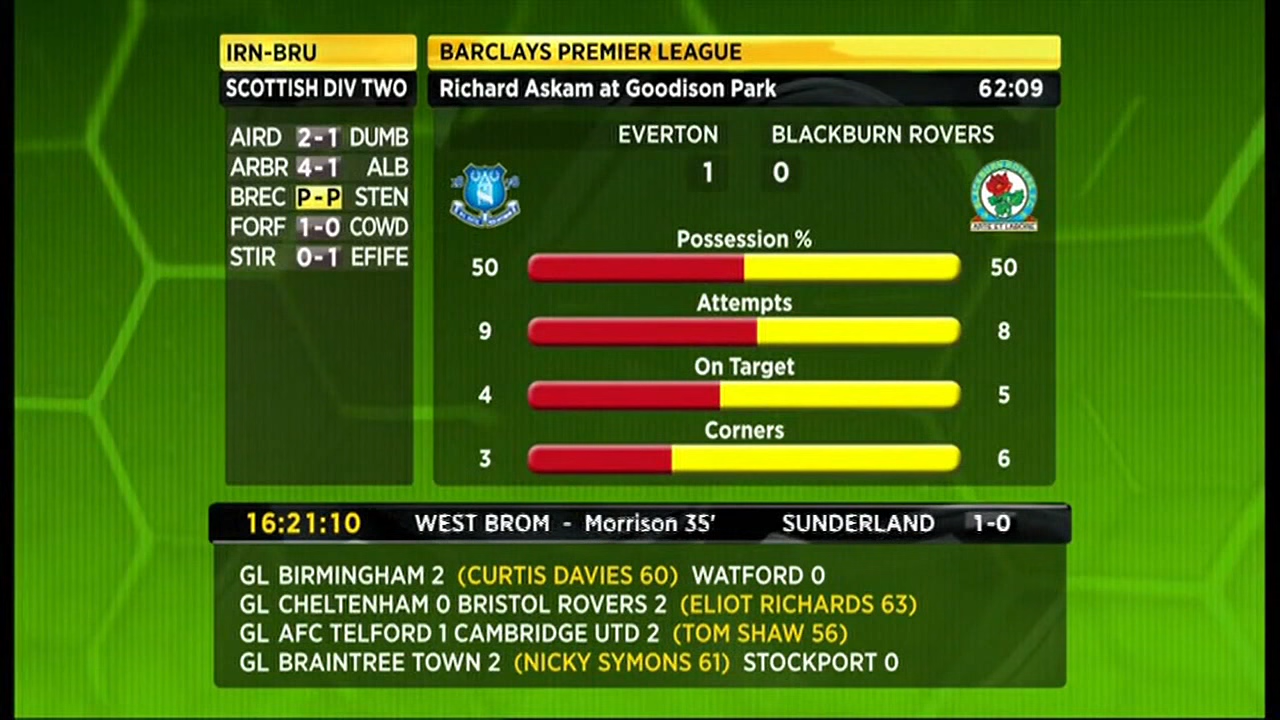 IRN-BRU
SCOTTISH DIV TWO
AIRD 2-1 DUMB
ARBR 4-1 ALB
BREC P-P STEN
FORF 1-0 COWD
STIR 0-1 EFIFE
BARCLAYS PREMIER LEAGUE
Richard Askam at Goodison Park 62:09
EVERTON BLACKBURN ROVERS
1 0
Possession %
50 50
Attempts
9 8
On Target
4 5
Corners
3 6
16:21:10 WEST BROM - Morrison 35' SUNDERLAND 1-0
GL BIRMINGHAM 2 (CURTIS DAVIES 60) WATFORD 0
GL CHELTENHAM 0 BRISTOL ROVERS 2 (ELIOT RICHARDS 63)
GL AFC TELFORD 1 CAMBRIDGE UTD 2 (TOM SHAW 56)
GL BRAINTREE TOWN 2 (NICKY SYMONS 61) STOCKPORT 0